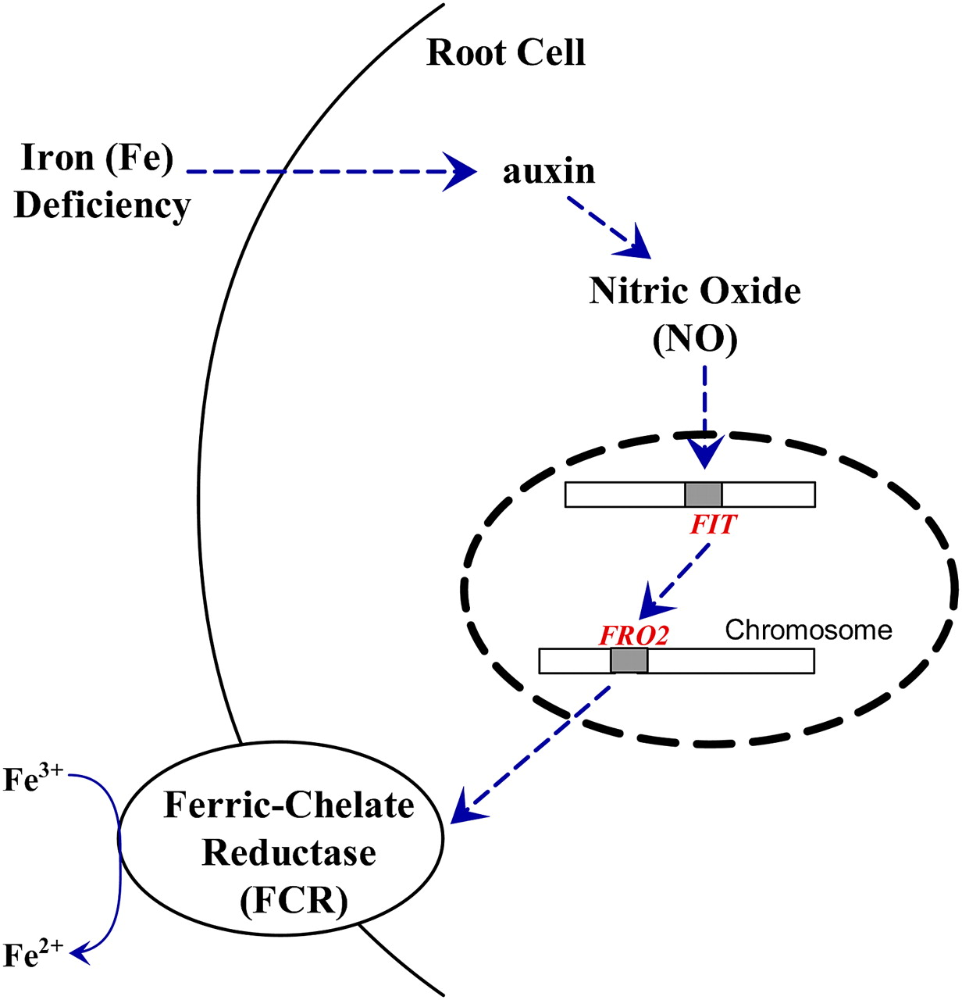 Root Cell
Iron (Fe)
Deficiency
auxin
Nitric Oxide
(NO)
FIT
FRO2
Chromosome
Fe³⁺
Ferric-Chelate
Reductase
(FCR)
Fe²⁺